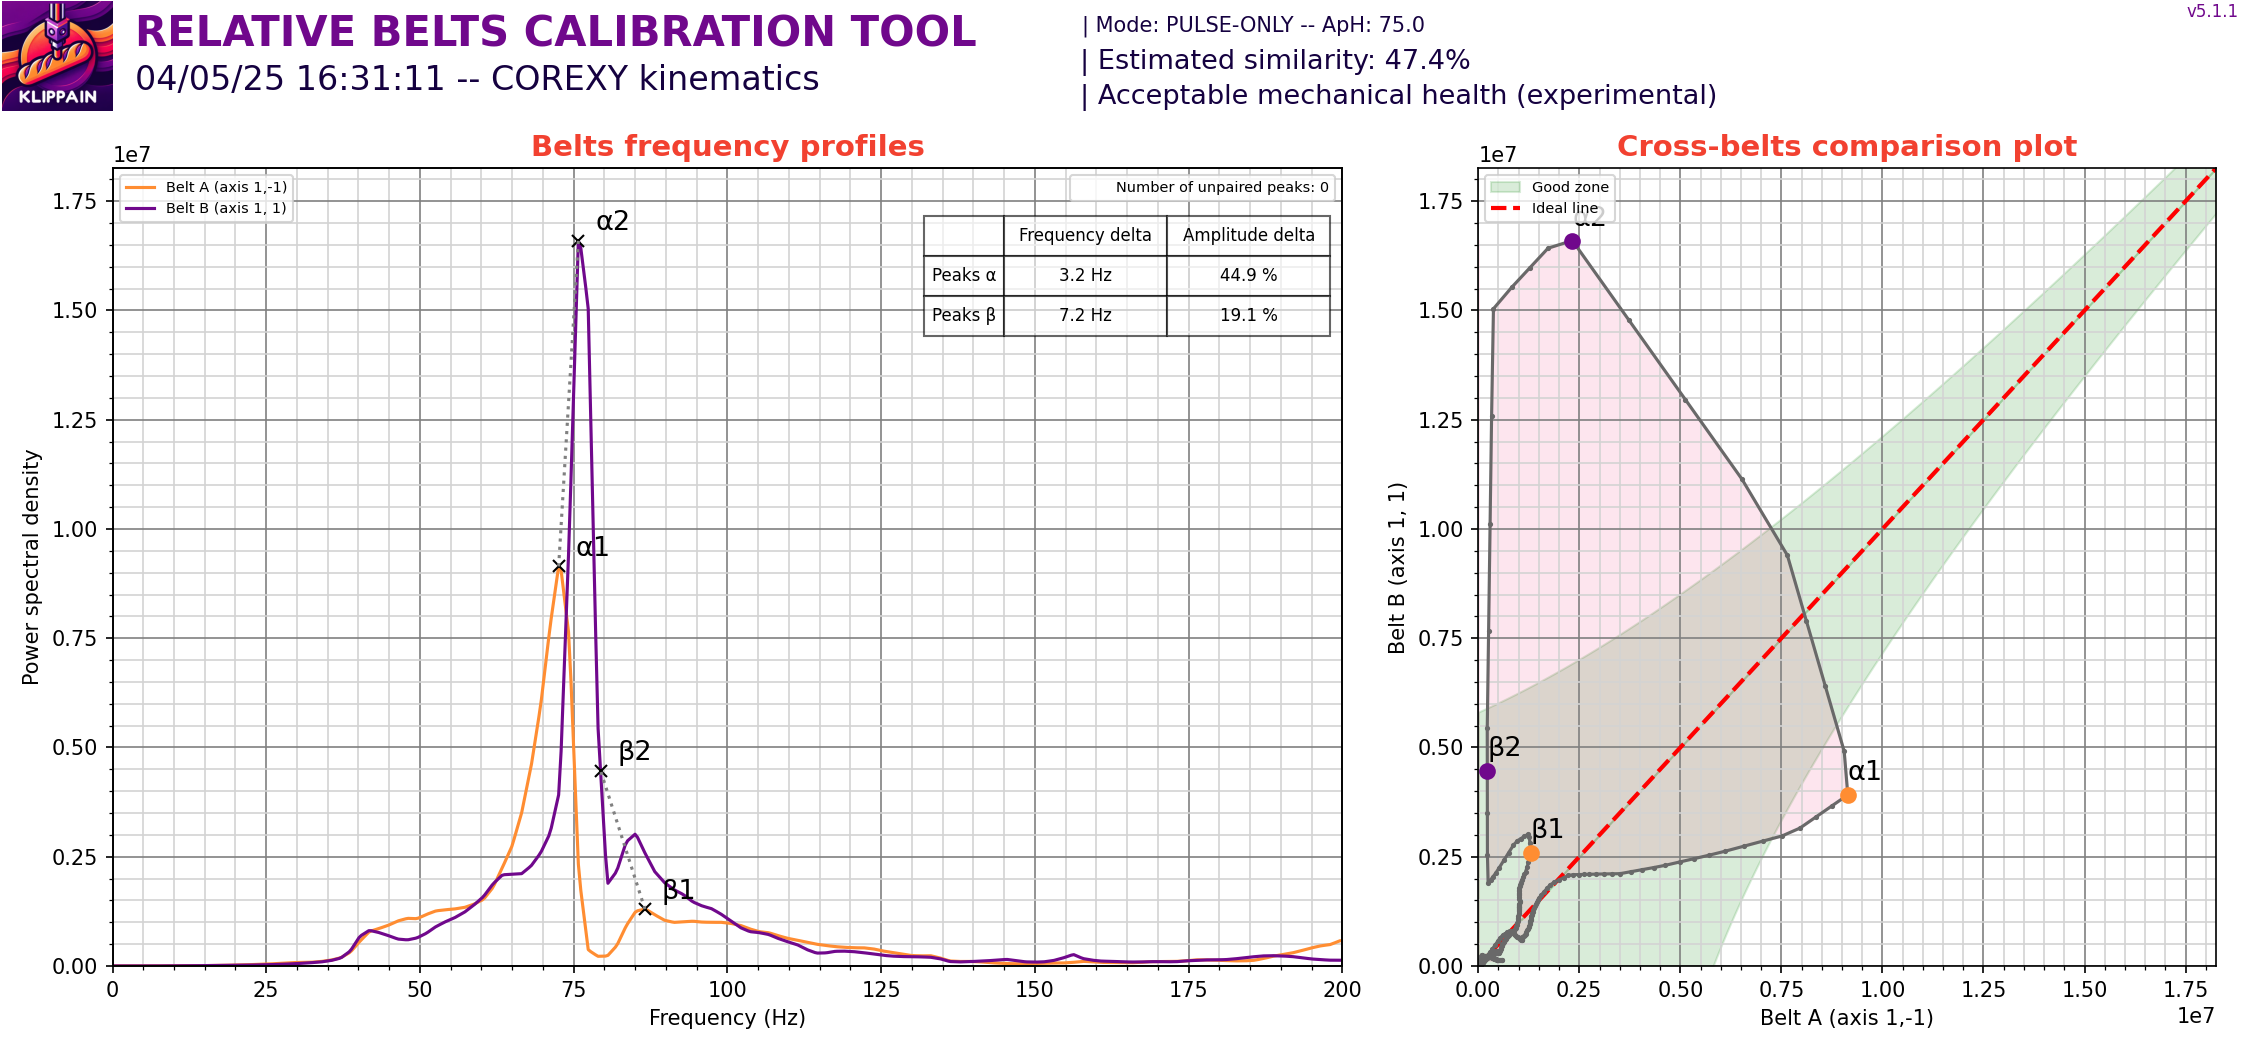 KLIPPAIN
RELATIVE BELTS CALIBRATION TOOL
04/05/25 16:31:11 -- COREXY kinematics
| Mode: PULSE-ONLY -- ApH: 75.0
| Estimated similarity: 47.4%
| Acceptable mechanical health (experimental)
v5.1.1
Belts frequency profiles
1e7
Belt A (axis 1,-1)
Belt B (axis 1, 1)
Number of unpaired peaks: 0
Frequency delta Amplitude delta
Peaks α 3.2 Hz 44.9 %
Peaks β 7.2 Hz 19.1 %
α2
α1
β2
β1
Power spectral density
1.75
1.50
1.25
1.00
0.75
0.50
0.25
0.00
0 25 50 75 100 125 150 175 200
Frequency (Hz)
Cross-belts comparison plot
1e7
Good zone
Ideal line
α2
β2
α1
β1
Belt B (axis 1, 1)
1.75
1.50
1.25
1.00
0.75
0.50
0.25
0.00
0.00 0.25 0.50 0.75 1.00 1.25 1.50 1.75
1e7
Belt A (axis 1,-1)